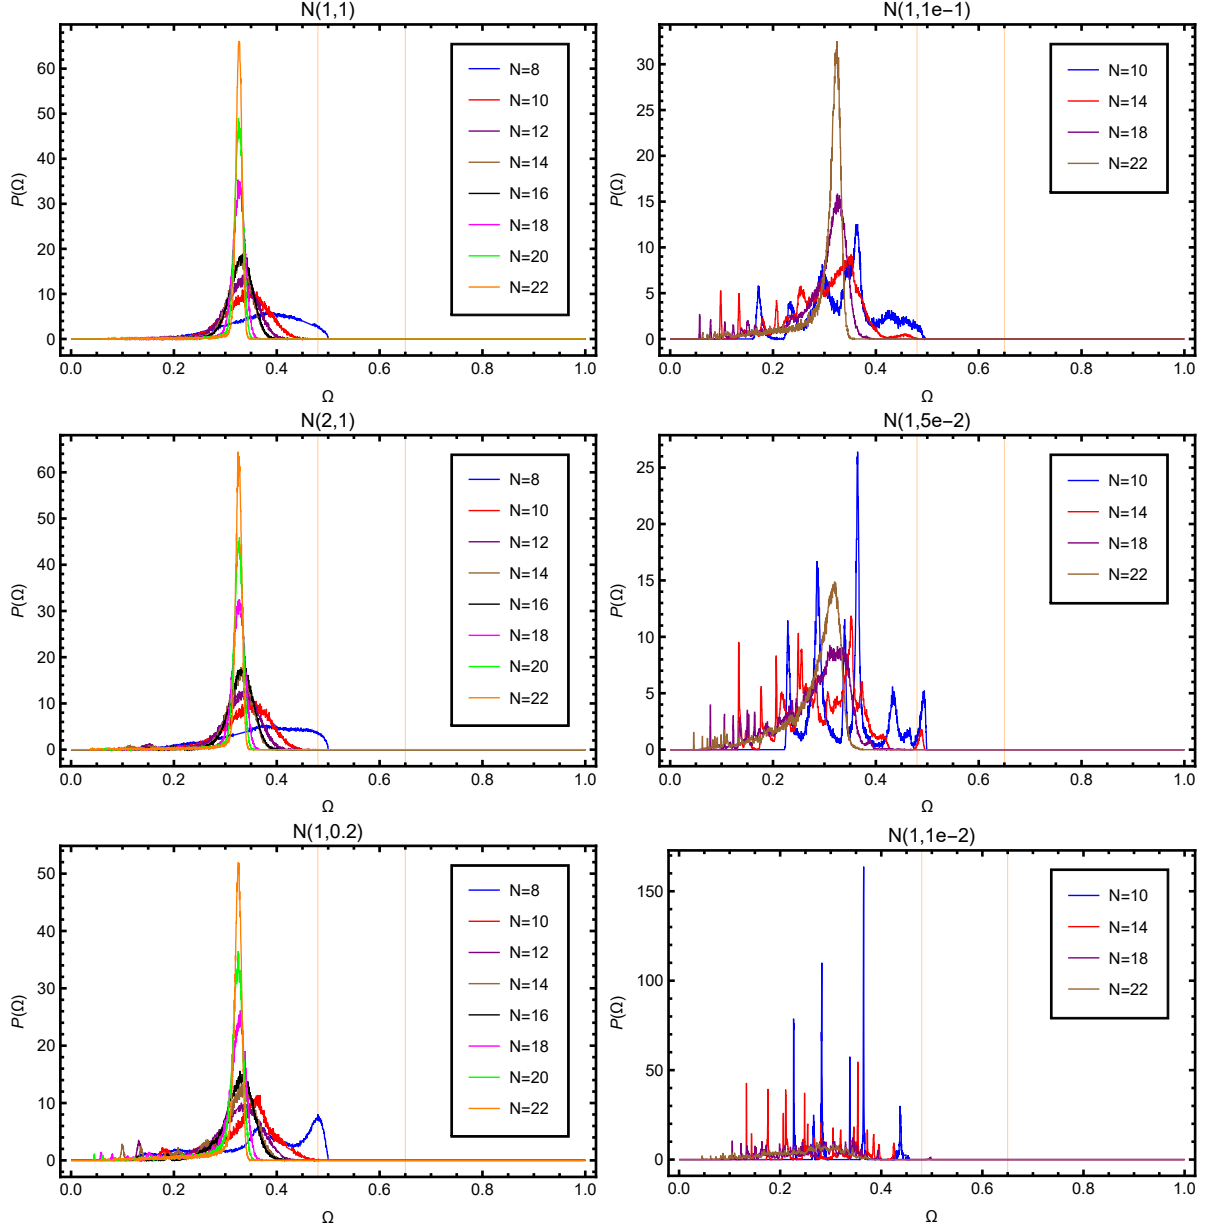 N(1,1)
60
50
40
30
20
10
0
P(Ω)
N=8
N=10
N=12
N=14
N=16
N=18
N=20
N=22
0.0 0.2 0.4 0.6 0.8 1.0
Ω
N(1,1e−1)
30
25
20
15
10
5
0
P(Ω)
N=10
N=14
N=18
N=22
0.0 0.2 0.4 0.6 0.8 1.0
Ω
N(2,1)
60
50
40
30
20
10
0
P(Ω)
N=8
N=10
N=12
N=14
N=16
N=18
N=20
N=22
0.0 0.2 0.4 0.6 0.8 1.0
Ω
N(1,5e−2)
25
20
15
10
5
0
P(Ω)
N=10
N=14
N=18
N=22
0.0 0.2 0.4 0.6 0.8 1.0
Ω
N(1,0.2)
50
40
30
20
10
0
P(Ω)
N=8
N=10
N=12
N=14
N=16
N=18
N=20
N=22
0.0 0.2 0.4 0.6 0.8 1.0
Ω
N(1,1e−2)
150
100
50
0
P(Ω)
N=10
N=14
N=18
N=22
0.0 0.2 0.4 0.6 0.8 1.0
Ω